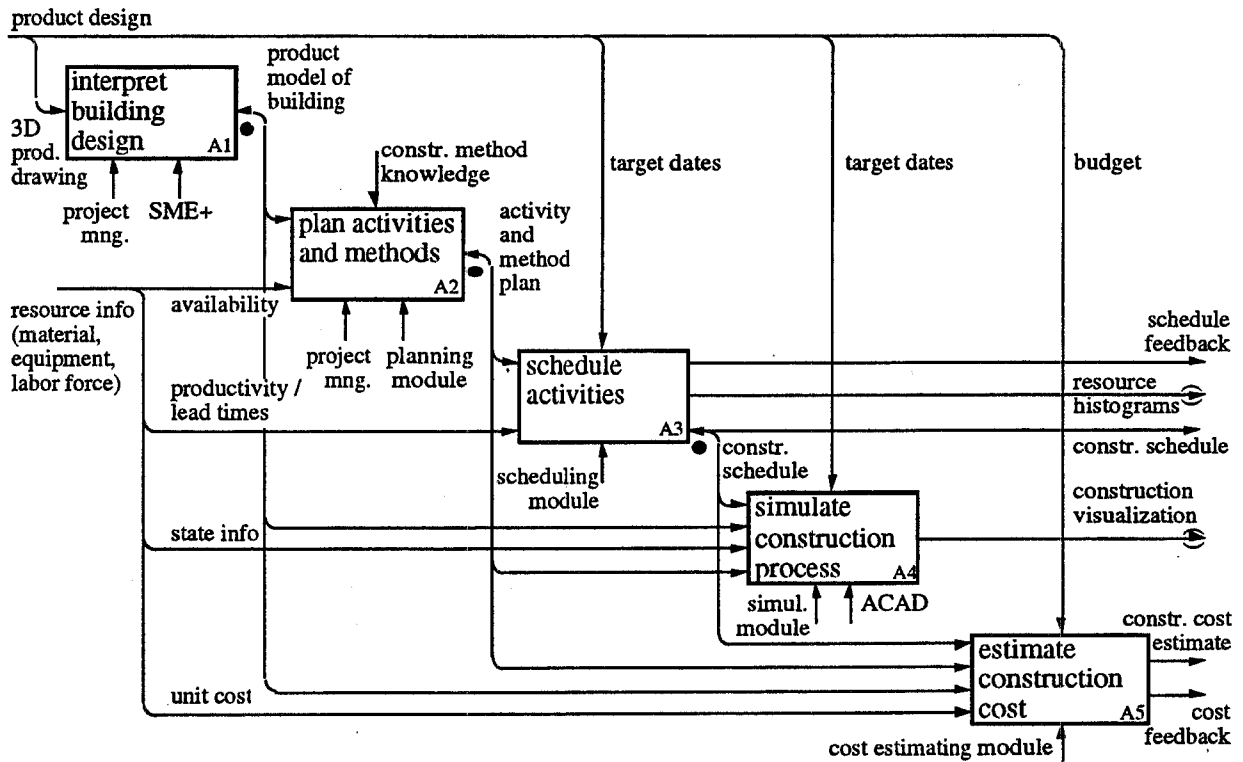 product design
interpret
building
design
A1
product
model of
building
3D
prod.
drawing
project
mng.
SME+
constr. method
knowledge
target dates
target dates
budget
plan activities
and methods
A2
activity
and
method
plan
resource info
(material,
equipment,
labor force)
availability
project
mng.
planning
module
schedule
activities
A3
schedule
feedback
resource
histograms
constr. schedule
productivity /
lead times
scheduling
module
constr.
schedule
construction
visualization
state info
simulate
construction
process
A4
simul.
module
ACAD
constr. cost
estimate
estimate
construction
cost
A5
unit cost
cost
feedback
cost estimating module